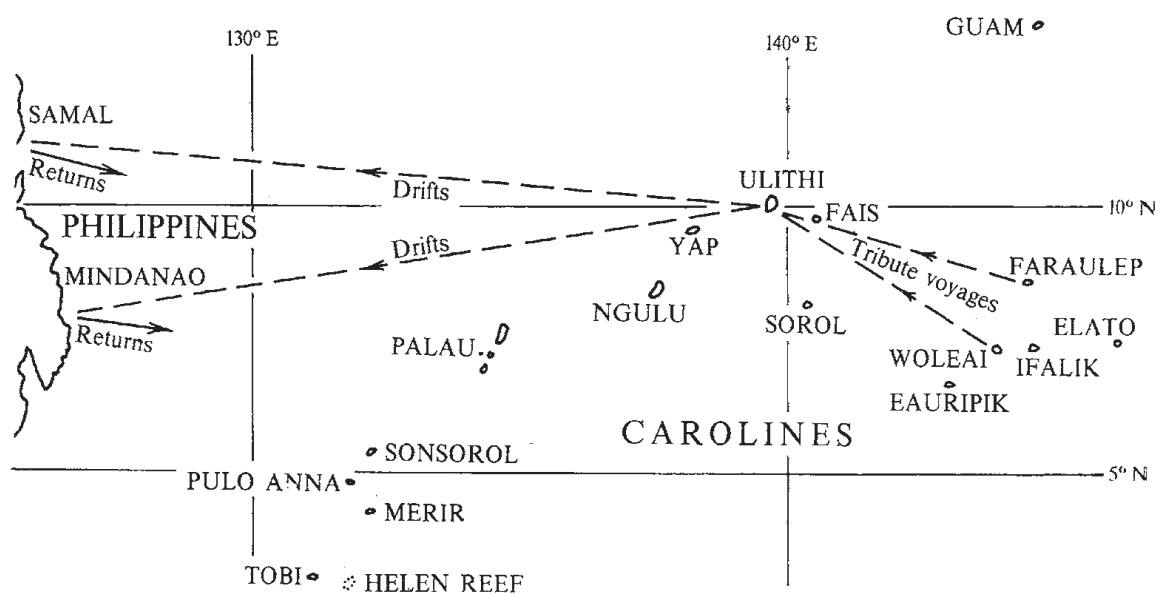 GUAM
130° E
140° E
SAMAL
Returns
Drifts
ULITHI
10° N
PHILIPPINES
FAIS
Drifts
YAP
MINDANAO
Tribute voyages
FARAULEP
NGULU
SOROL
Returns
ELATO
PALAU
WOLEAI
IFALIK
EAURIPIK
CAROLINES
SONSOROL
PULO ANNA
5° N
MERIR
TOBI
HELEN REEF